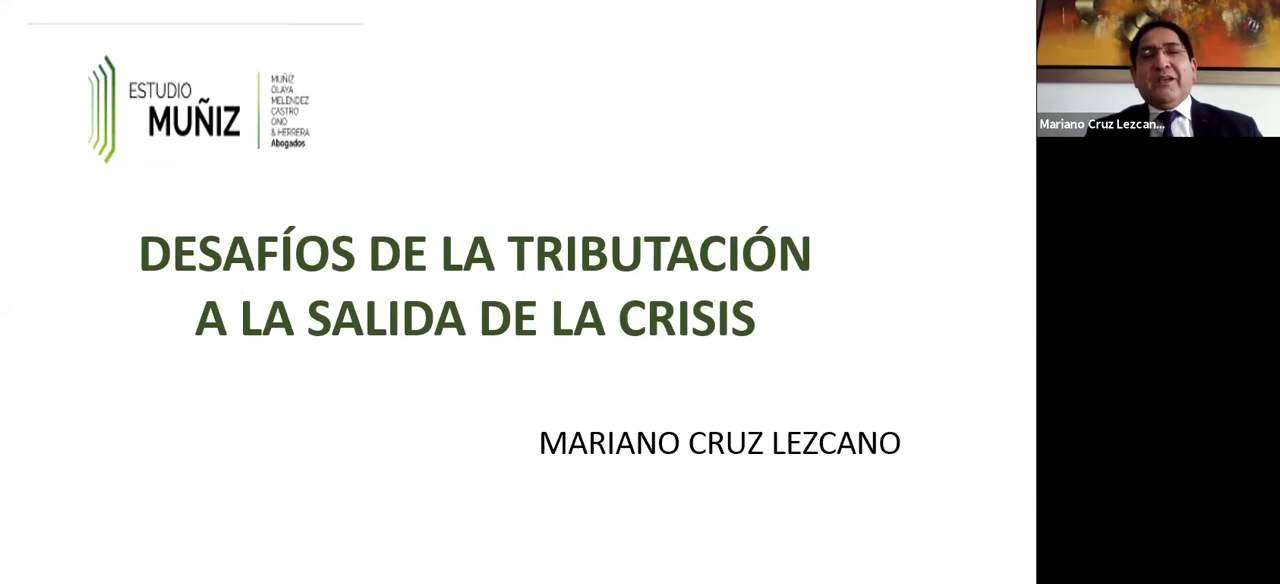 ESTUDIO
MUÑIZ
MUÑIZ
OLAYA
MELÉNDEZ
CASTRO
ONO
& HERRERA
Abogados
DESAFÍOS DE LA TRIBUTACIÓN
A LA SALIDA DE LA CRISIS
MARIANO CRUZ LEZCANO
Mariano Cruz Lezcan...